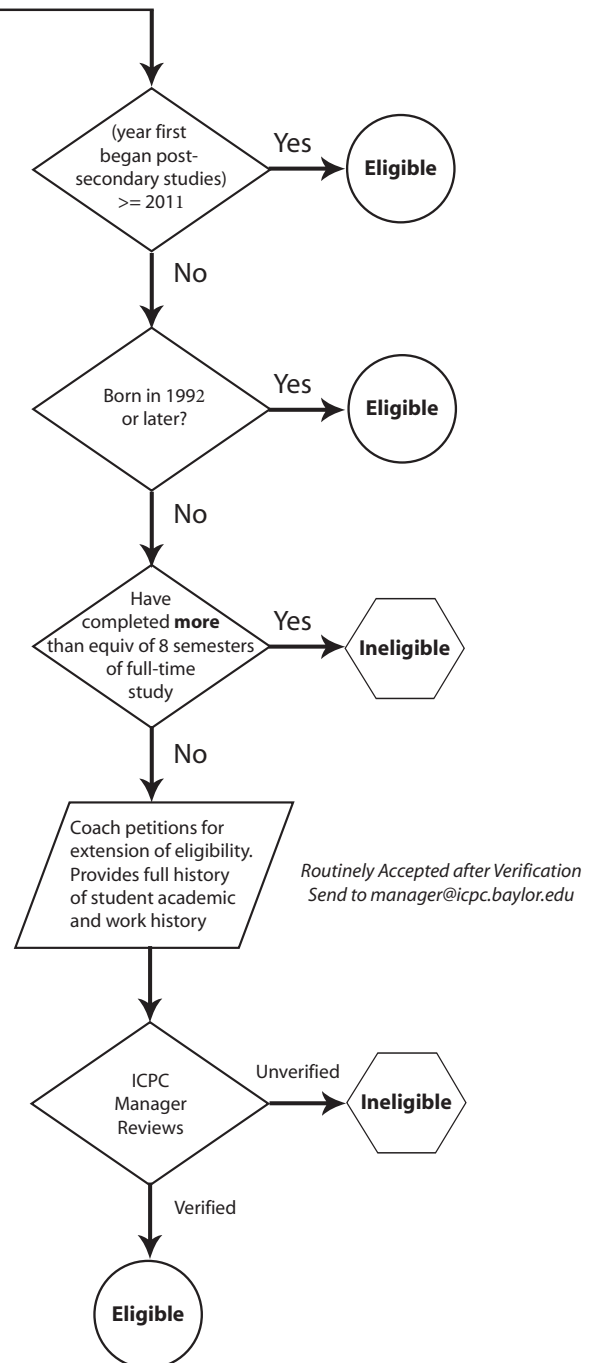 (year first
began post-
secondary studies)
>= 2011
Yes
Eligible
No
Born in 1992
or later?
Yes
Eligible
No
Have
completed more
than equiv of 8 semesters
of full-time
study
Yes
Ineligible
No
Coach petitions for
extension of eligibility.
Provides full history
of student academic
and work history
Routinely Accepted after Verification
Send to manager@icpc.baylor.edu
ICPC
Manager
Reviews
Unverified
Ineligible
Verified
Eligible